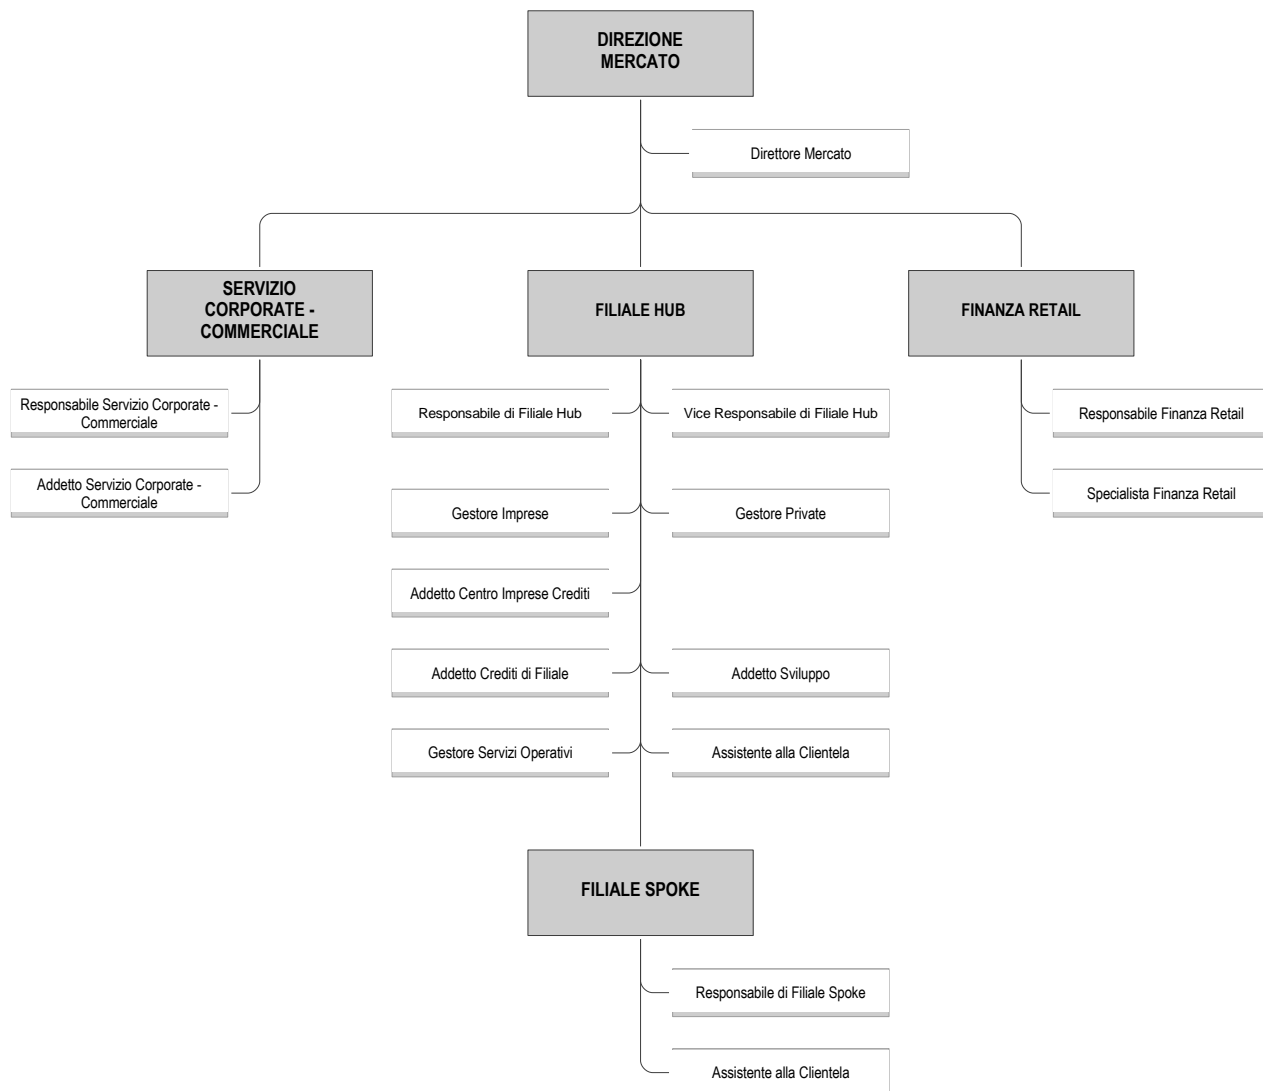 DIREZIONE
MERCATO
Direttore Mercato
SERVIZIO
CORPORATE -
COMMERCIALE
FILIALE HUB
FINANZA RETAIL
Responsabile Servizio Corporate -
Commerciale
Responsabile di Filiale Hub
Vice Responsabile di Filiale Hub
Responsabile Finanza Retail
Addetto Servizio Corporate -
Commerciale
Specialista Finanza Retail
Gestore Imprese
Gestore Private
Addetto Centro Imprese Crediti
Addetto Crediti di Filiale
Addetto Sviluppo
Gestore Servizi Operativi
Assistente alla Clientela
FILIALE SPOKE
Responsabile di Filiale Spoke
Assistente alla Clientela